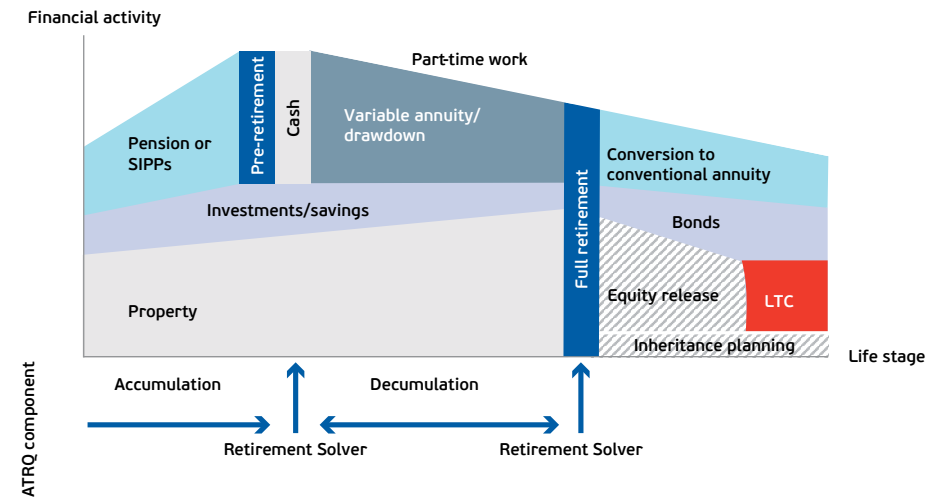 Financial activity
Part-time work
Pre-retirement
Cash
Variable annuity/
drawdown
Pension or
SIPPs
Conversion to
conventional annuity
Full retirement
Investments/savings
Bonds
Property
Equity release
LTC
Inheritance planning
Life stage
ATRQ component
Accumulation
Decumulation
Retirement Solver
Retirement Solver